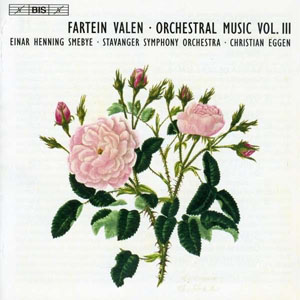 BIS
FARTEIN VALEN · ORCHESTRAL MUSIC VOL. III
EINAR HENNING SMEBYE · STAVANGER SYMPHONY ORCHESTRA · CHRISTIAN EGGEN